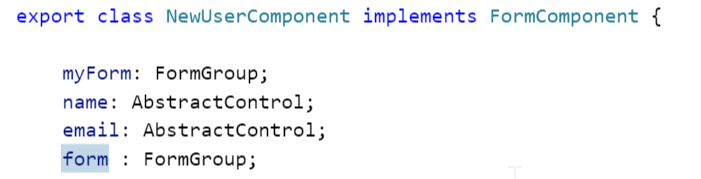 export class NewUserComponent implements FormComponent {
myForm: FormGroup;
name: AbstractControl;
email: AbstractControl;
form : FormGroup;